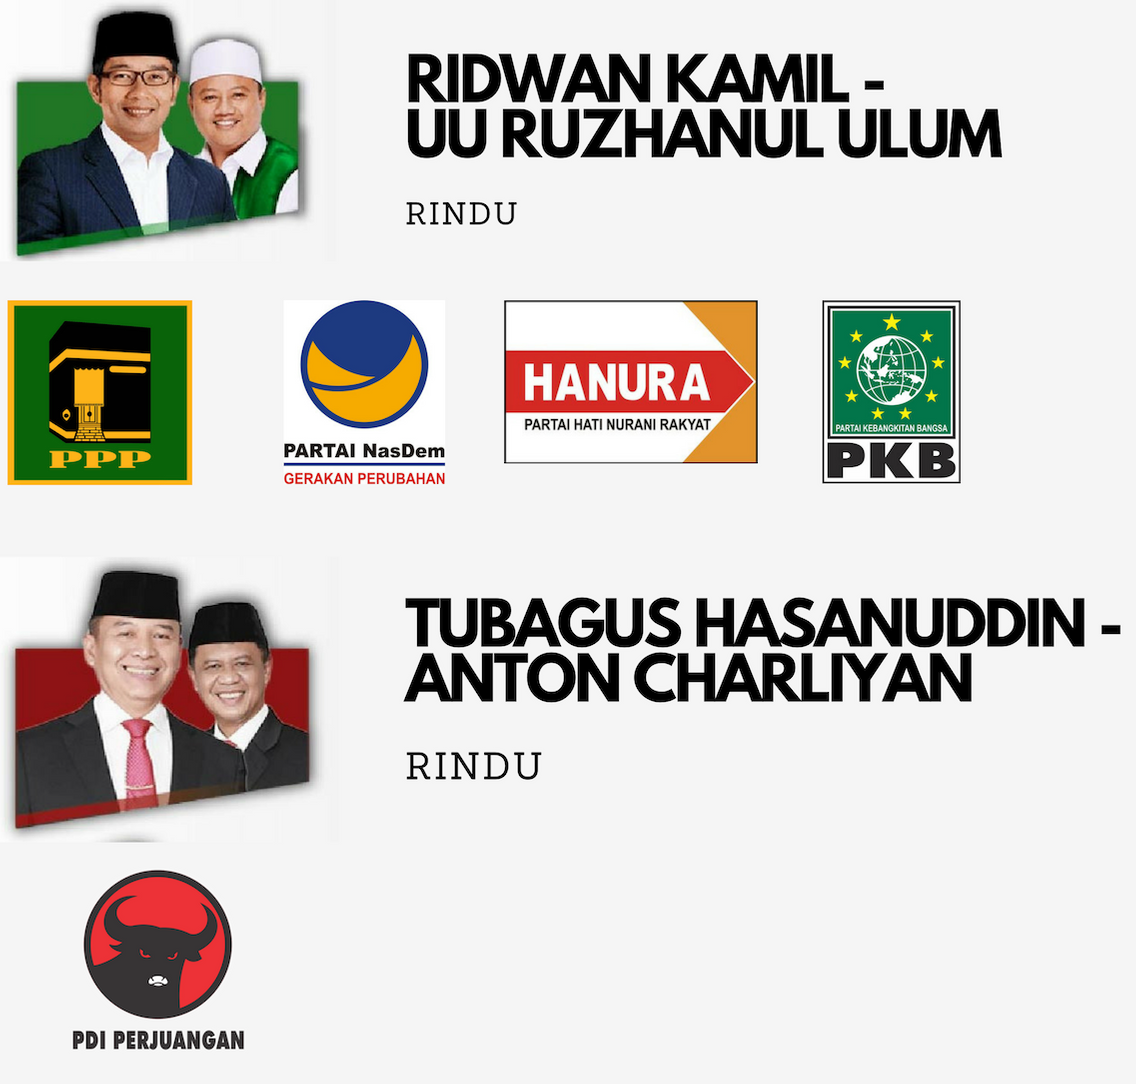 RIDWAN KAMIL -
UU RUZHANUL ULUM
RINDU
PPP
PARTAI NasDem
GERAKAN PERUBAHAN
HANURA
PARTAI HATI NURANI RAKYAT
PARTAI KEBANGKITAN BANGSA
PKB
TUBAGUS HASANUDDIN -
ANTON CHARLIYAN
RINDU
PDI PERJUANGAN